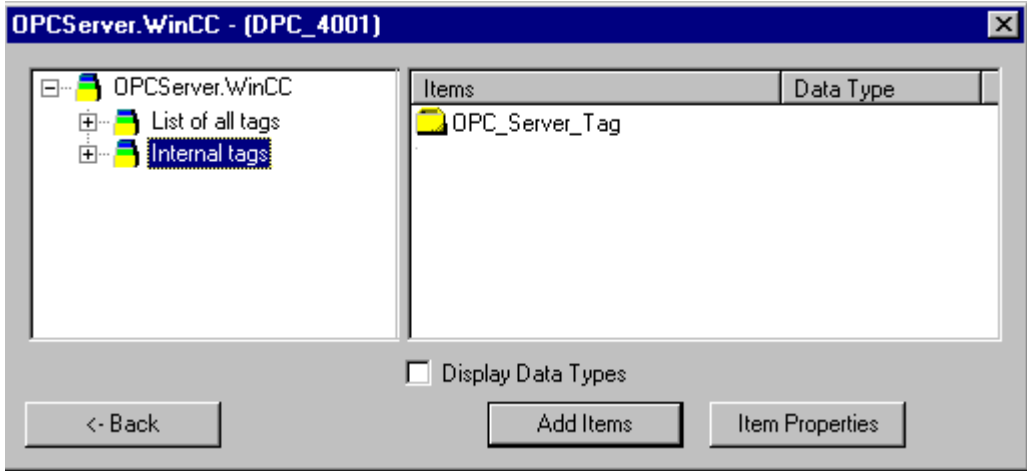 OPCServer.WinCC - (DPC_4001)
OPCServer.WinCC
List of all tags
Internal tags
Items Data Type
OPC_Server_Tag
Display Data Types
<- Back Add Items Item Properties